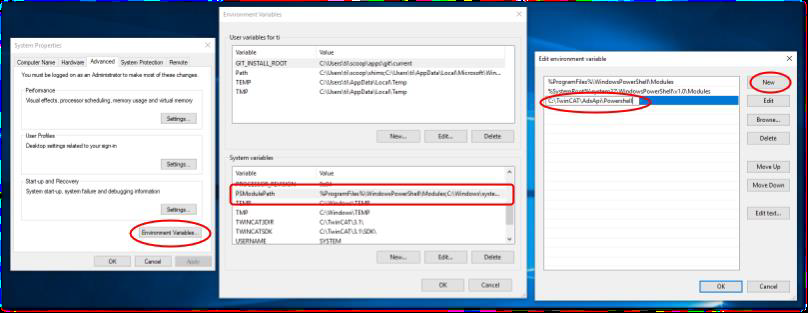 System Properties
Computer Name Hardware Advanced System Protection Remote
You must be logged on as an Administrator to make most of these changes.
Performance
Visual effects, processor scheduling, memory usage and virtual memory
Settings...
User Profiles
Desktop settings related to your sign-in
Settings...
Start-up and Recovery
System start-up, system failure and debugging information
Settings...
Environment Variables...
OK Cancel Apply
Environment Variables
User variables for ti
Variable Value
GIT_INSTALL_ROOT C:\Users\ti\scoop\apps\git\current
Path C:\Users\ti\scoop\shims;C:\Users\ti\AppData\Local\Microsoft\Win...
TEMP C:\Users\ti\AppData\Local\Temp
TMP C:\Users\ti\AppData\Local\Temp
New... Edit... Delete
System variables
Variable Value
PROCESSOR_REVISION
PSModulePath %ProgramFiles%\WindowsPowerShell\Modules;C:\Windows\syste...
TEMP C:\Windows\TEMP
TMP C:\Windows\TEMP
TWINCAT3DIR C:\TwinCAT\3.1\
TWINCATSDK C:\TwinCAT\3.1\SDK\
USERNAME SYSTEM
New... Edit... Delete
OK Cancel
Edit environment variable
%ProgramFiles%\WindowsPowerShell\Modules
%SystemRoot%\system32\WindowsPowerShell\v1.0\Modules
C:\TwinCAT\AdsApi\Powershell
New
Edit
Browse...
Delete
Move Up
Move Down
Edit text...
OK Cancel